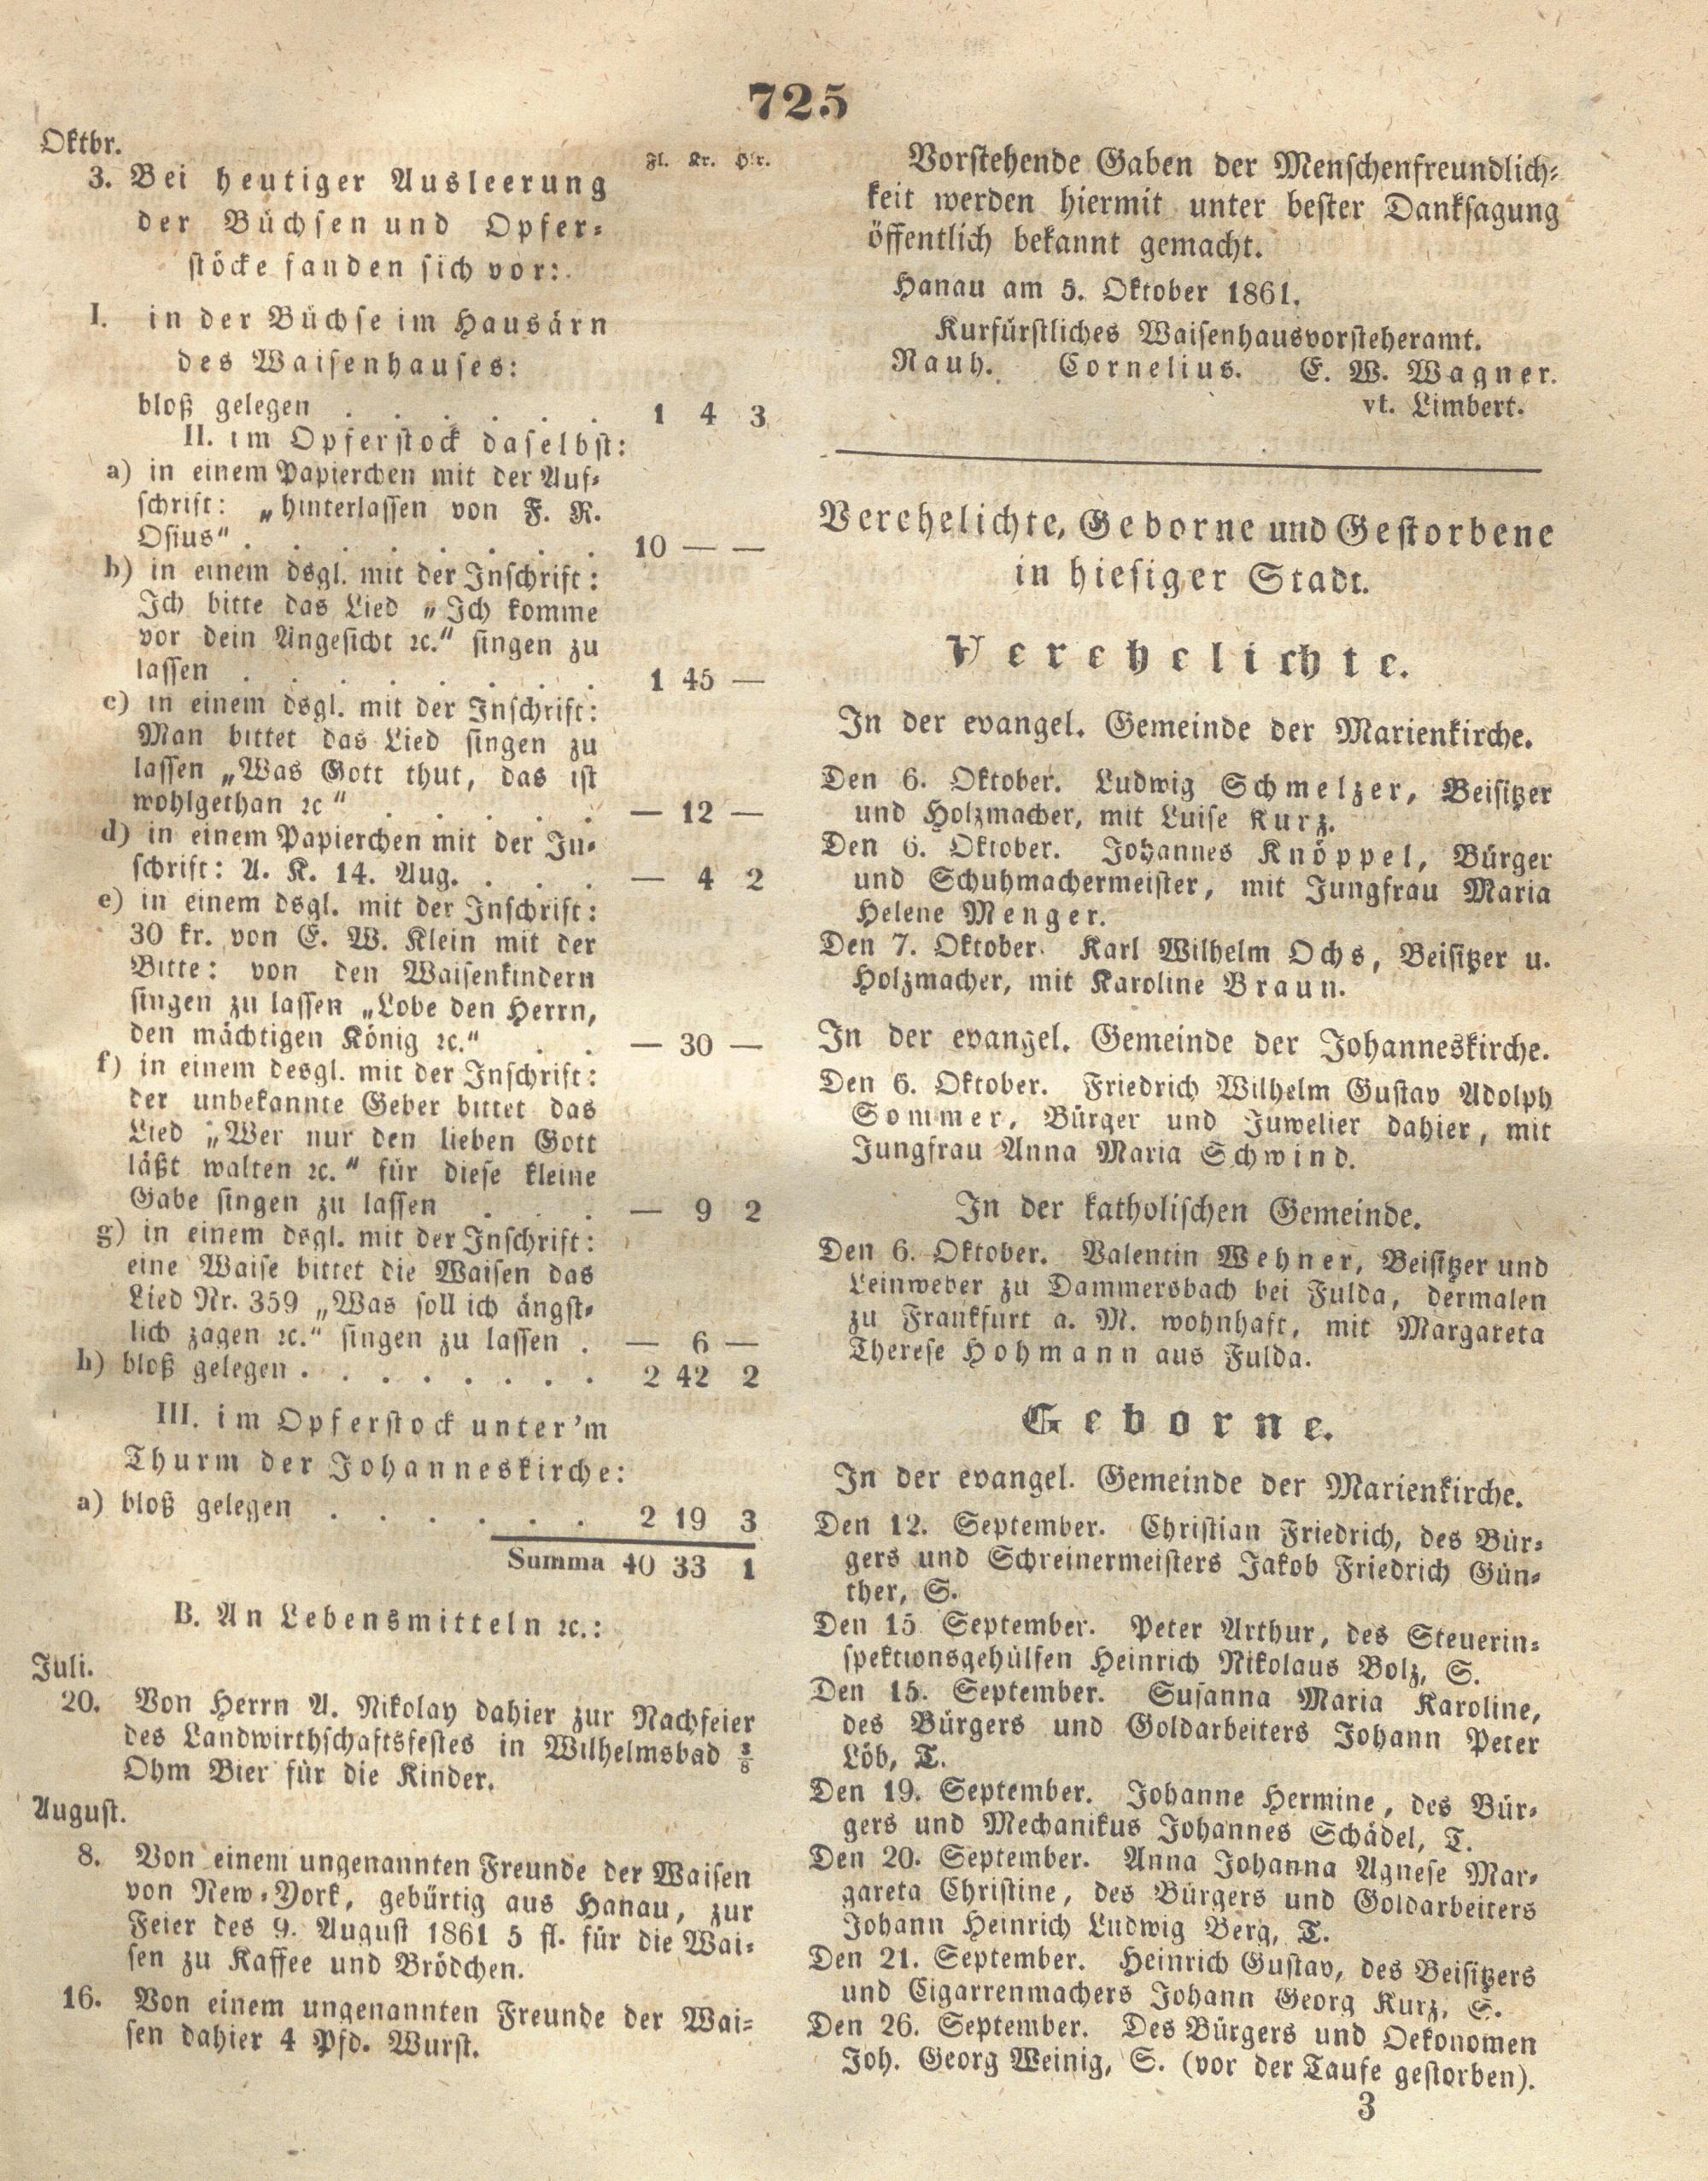 725
Oktbr.
Fl. Kr. Hlr.
3. Bei heutiger Ausleerung
der Büchsen und Opfer-
stöcke fanden sich vor:
I. in der Büchse im Hausärn
des Waisenhauses:
bloß gelegen . . . . . . 1 4 3
II. im Opferstock daselbst:
a) in einem Papierchen mit der Auf-
schrift: „hinterlassen von F. R.
Osius“ . . . . . . . . 10 — —
b) in einem dsgl. mit der Inschrift:
Ich bitte das Lied „Ich komme
vor dein Angesicht ꝛc.“ singen zu
lassen . . . . . . . . 1 45 —
c) in einem dsgl. mit der Inschrift:
Man bittet das Lied singen zu
lassen „Was Gott thut, das ist
wohlgethan ꝛc“ . . . . . — 12 —
d) in einem Papierchen mit der In-
schrift: A. K. 14. Aug. . . . — 4 2
e) in einem dsgl. mit der Inschrift:
30 kr. von E. W. Klein mit der
Bitte: von den Waisenkindern
singen zu lassen „Lobe den Herrn,
den mächtigen König ꝛc.“ . . — 30 —
f) in einem desgl. mit der Inschrift:
der unbekannte Geber bittet das
Lied „Wer nur den lieben Gott
läßt walten ꝛc.“ für diese kleine
Gabe singen zu lassen . . . — 9 2
g) in einem dsgl. mit der Inschrift:
eine Waise bittet die Waisen das
Lied Nr. 359 „Was soll ich ängst-
lich zagen ꝛc.“ singen zu lassen . — 6 —
h) bloß gelegen . . . . . . . . 2 42 2
III. im Opferstock unter'm
Thurm der Johanneskirche:
a) bloß gelegen . . . . . . 2 19 3
Summa 40 33 1
B. An Lebensmitteln ꝛc.:
Juli.
20. Von Herrn A. Nikolay dahier zur Nachfeier
des Landwirthschaftsfestes in Wilhelmsbad 3/8
Ohm Bier für die Kinder.
August.
8. Von einem ungenannten Freunde der Waisen
von New-York, gebürtig aus Hanau, zur
Feier des 9. August 1861 5 fl. für die Wai-
sen zu Kaffee und Brödchen.
16. Von einem ungenannten Freunde der Wai-
sen dahier 4 Pfd. Wurst.
Vorstehende Gaben der Menschenfreundlich-
keit werden hiermit unter bester Danksagung
öffentlich bekannt gemacht.
Hanau am 5. Oktober 1861.
Kurfürstliches Waisenhausvorsteheramt.
Rauh. Cornelius. E. W. Wagner.
vt. Limbert.
Verehelichte, Geborne und Gestorbene
in hiesiger Stadt.
Verehelichte.
In der evangel. Gemeinde der Marienkirche.
Den 6. Oktober. Ludwig Schmelzer, Beisitzer
und Holzmacher, mit Luise Kurz.
Den 6. Oktober. Johannes Knöppel, Bürger
und Schuhmachermeister, mit Jungfrau Maria
Helene Menger.
Den 7. Oktober. Karl Wilhelm Ochs, Beisitzer u.
Holzmacher, mit Karoline Braun.
In der evangel. Gemeinde der Johanneskirche.
Den 6. Oktober. Friedrich Wilhelm Gustav Adolph
Sommer, Bürger und Juwelier dahier, mit
Jungfrau Anna Maria Schwind.
In der katholischen Gemeinde.
Den 6. Oktober. Valentin Wehner, Beisitzer und
Leinweber zu Dammersbach bei Fulda, dermalen
zu Frankfurt a. M. wohnhaft, mit Margareta
Therese Hohmann aus Fulda.
Geborne.
In der evangel. Gemeinde der Marienkirche.
Den 12. September. Christian Friedrich, des Bür-
gers und Schreinermeisters Jakob Friedrich Gün-
ther, S.
Den 15 September. Peter Arthur, des Steuerin-
spektionsgehülfen Heinrich Nikolaus Bolz, S.
Den 15. September. Susanna Maria Karoline,
des Bürgers und Goldarbeiters Johann Peter
Löb, T.
Den 19. September. Johanne Hermine, des Bür-
gers und Mechanikus Johannes Schädel, T.
Den 20. September. Anna Johanna Agnese Mar-
gareta Christine, des Bürgers und Goldarbeiters
Johann Heinrich Ludwig Berg, T.
Den 21. September. Heinrich Gustav, des Beisitzers
und Cigarrenmachers Johann Georg Kurz, S.
Den 26. September. Des Bürgers und Oekonomen
Joh. Georg Weinig, S. (vor der Taufe gestorben).
3